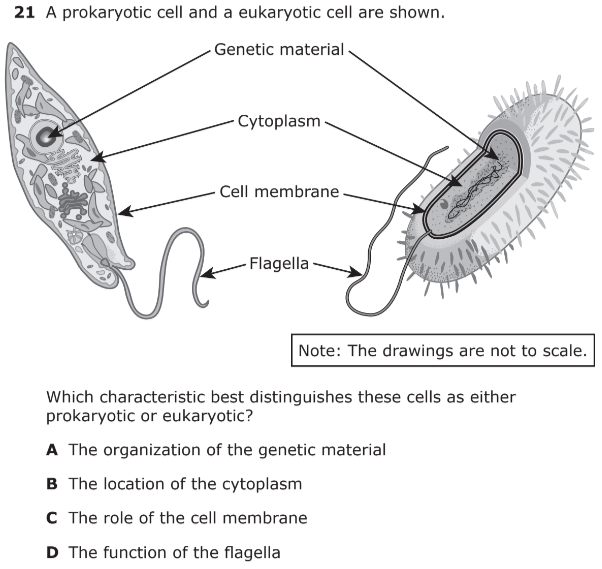 21 A prokaryotic cell and a eukaryotic cell are shown.
Genetic material
Cytoplasm
Cell membrane
Flagella
Note: The drawings are not to scale.
Which characteristic best distinguishes these cells as either
prokaryotic or eukaryotic?
A The organization of the genetic material
B The location of the cytoplasm
C The role of the cell membrane
D The function of the flagella